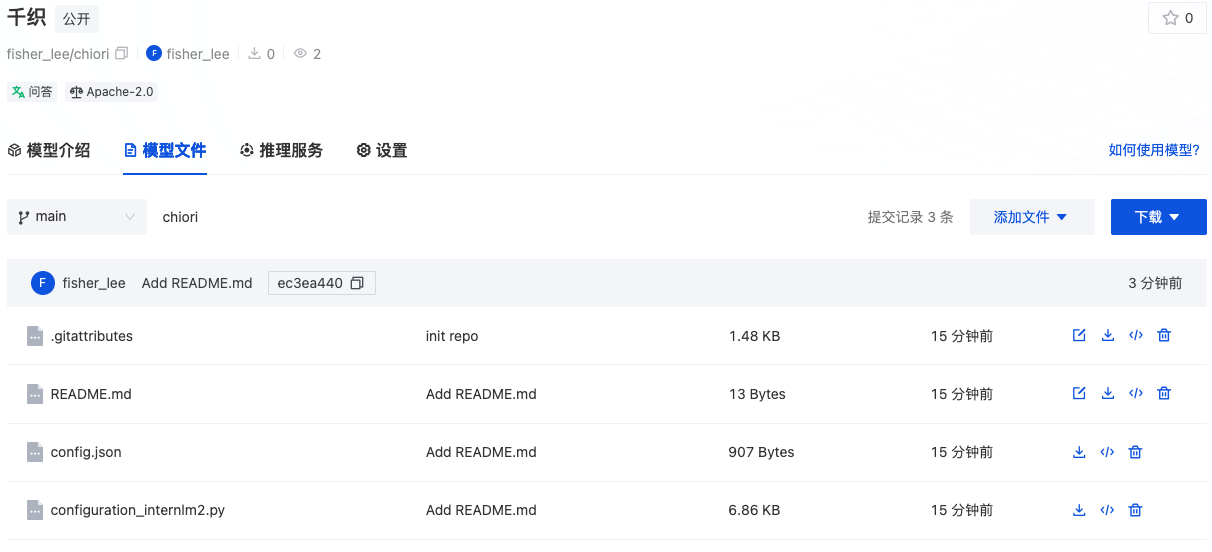 千织 公开 0
fisher_lee/chiori F fisher_lee 0 2
问答 Apache-2.0
模型介绍 模型文件 推理服务 设置 如何使用模型?
main chiori 提交记录 3 条 添加文件 下载
F fisher_lee Add README.md ec3ea440 3 分钟前
.gitattributes init repo 1.48 KB 15 分钟前
README.md Add README.md 13 Bytes 15 分钟前
config.json Add README.md 907 Bytes 15 分钟前
configuration_internlm2.py Add README.md 6.86 KB 15 分钟前